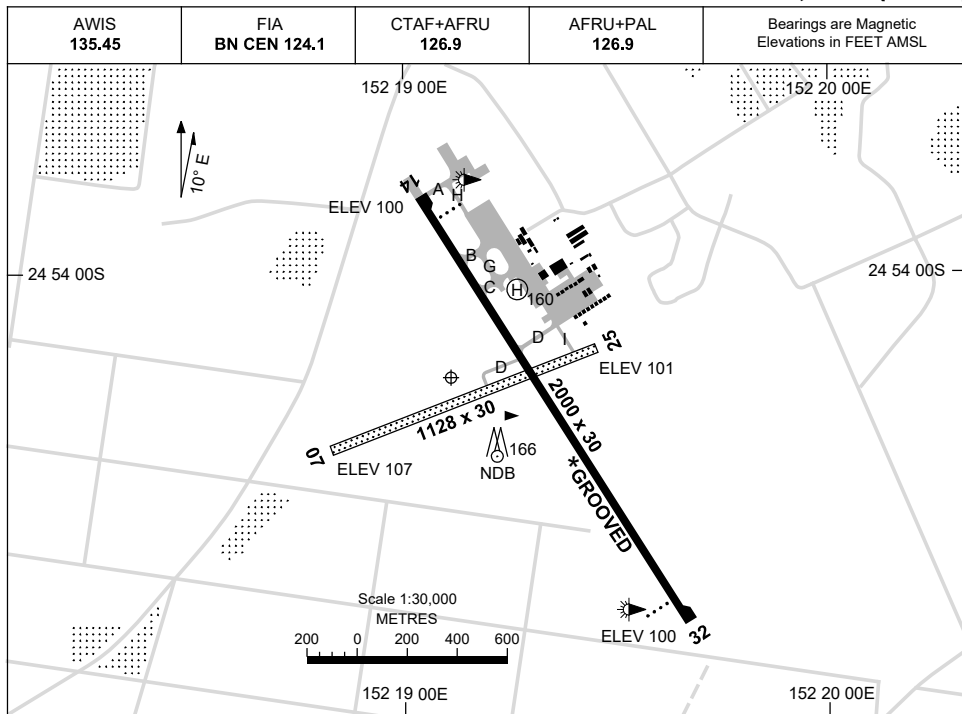 AWIS
135.45
FIA
BN CEN 124.1
CTAF+AFRU
126.9
AFRU+PAL
126.9
Bearings are Magnetic
Elevations in FEET AMSL
152 19 00E
152 20 00E
10° E
14
ELEV 100
A
H
B
G
C
H
160
24 54 00S
24 54 00S
D
I
25
D
ELEV 101
1128 x 30
2000 x 30
07
ELEV 107
166
NDB
*GROOVED
Scale 1:30,000
METRES
200 0 200 400 600
ELEV 100
32
152 19 00E
152 20 00E